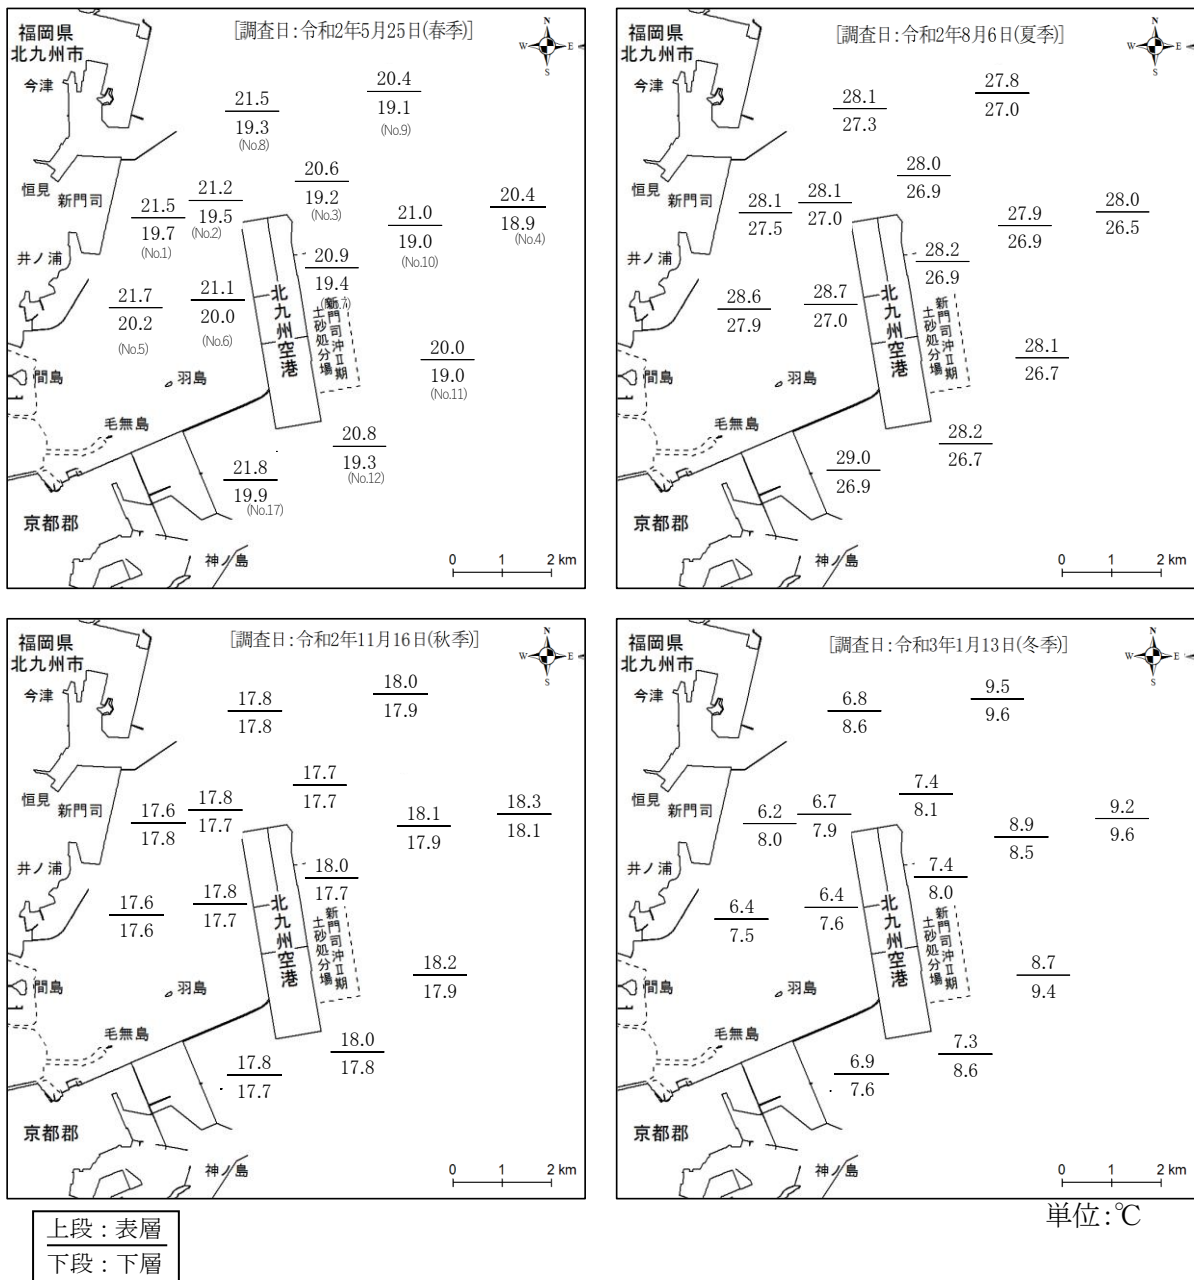 [調査日:令和2年5月25日(春季)]
福岡県
北九州市
今津
恒見
新門司
井ノ浦
間島
羽島
毛無島
京都郡
神ノ島
北九州空港
新門司沖Ⅱ期
土砂処分場
N
W
E
S
20.4
19.1
(No.9)
21.5
19.3
(No.8)
20.6
19.2
(No.3)
21.2
19.5
(No.2)
21.5
19.7
(No.1)
20.4
18.9
(No.4)
21.0
19.0
(No.10)
20.9
19.4
21.1
20.0
(No.6)
21.7
20.2
(No.5)
20.0
19.0
(No.11)
20.8
19.3
(No.12)
21.8
19.9
(No.17)
0 1 2 km
[調査日:令和2年8月6日(夏季)]
福岡県
北九州市
今津
恒見
新門司
井ノ浦
間島
羽島
毛無島
京都郡
神ノ島
北九州空港
新門司沖Ⅱ期
土砂処分場
N
W
E
S
27.8
27.0
28.1
27.3
28.0
26.9
28.1
27.0
28.1
27.5
28.0
26.5
27.9
26.9
28.2
26.9
28.7
27.0
28.6
27.9
28.1
26.7
28.2
26.7
29.0
26.9
0 1 2 km
[調査日:令和2年11月16日(秋季)]
福岡県
北九州市
今津
恒見
新門司
井ノ浦
間島
羽島
毛無島
京都郡
神ノ島
北九州空港
新門司沖Ⅱ期
土砂処分場
N
W
E
S
18.0
17.9
17.8
17.8
17.7
17.7
17.8
17.7
17.6
17.8
18.3
18.1
18.1
17.9
18.0
17.7
17.8
17.7
17.6
17.6
18.2
17.9
18.0
17.8
17.8
17.7
0 1 2 km
[調査日:令和3年1月13日(冬季)]
福岡県
北九州市
今津
恒見
新門司
井ノ浦
間島
羽島
毛無島
京都郡
神ノ島
北九州空港
新門司沖Ⅱ期
土砂処分場
N
W
E
S
9.5
9.6
6.8
8.6
7.4
8.1
6.7
7.9
6.2
8.0
9.2
9.6
8.9
8.5
7.4
8.0
6.4
7.6
6.4
7.5
8.7
9.4
7.3
8.6
6.9
7.6
0 1 2 km
上段:表層
下段:下層
単位:℃